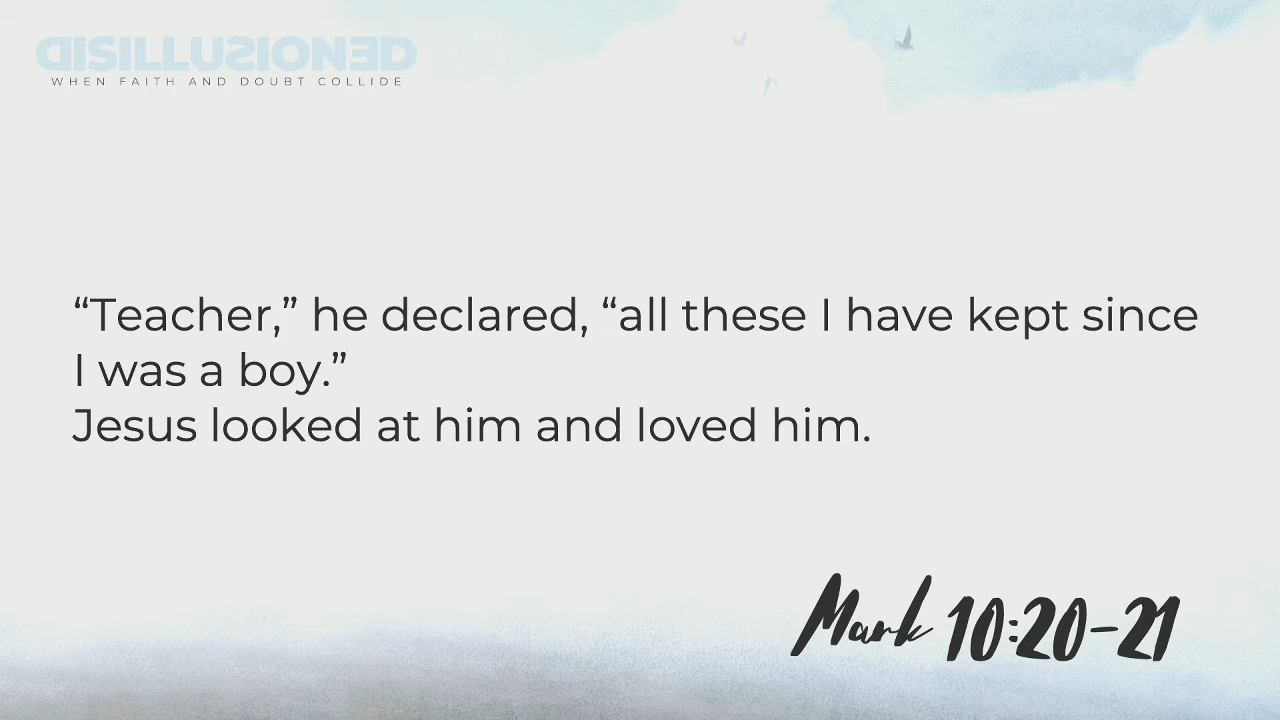 DISILLUSIONED
WHEN FAITH AND DOUBT COLLIDE
“Teacher,” he declared, “all these I have kept since
I was a boy.”
Jesus looked at him and loved him.
Mark 10:20-21